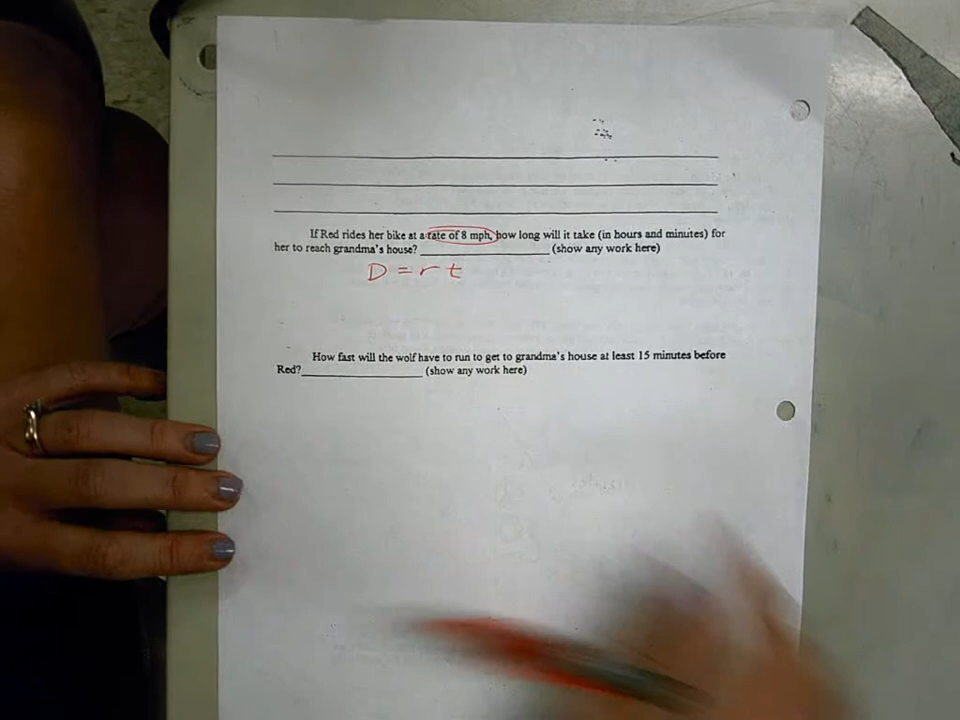 If Red rides her bike at a rate of 8 mph, how long will it take (in hours and minutes) for
her to reach grandma's house? ______________ (show any work here)
D = r t
How fast will the wolf have to run to get to grandma's house at least 15 minutes before
Red? ______________ (show any work here)